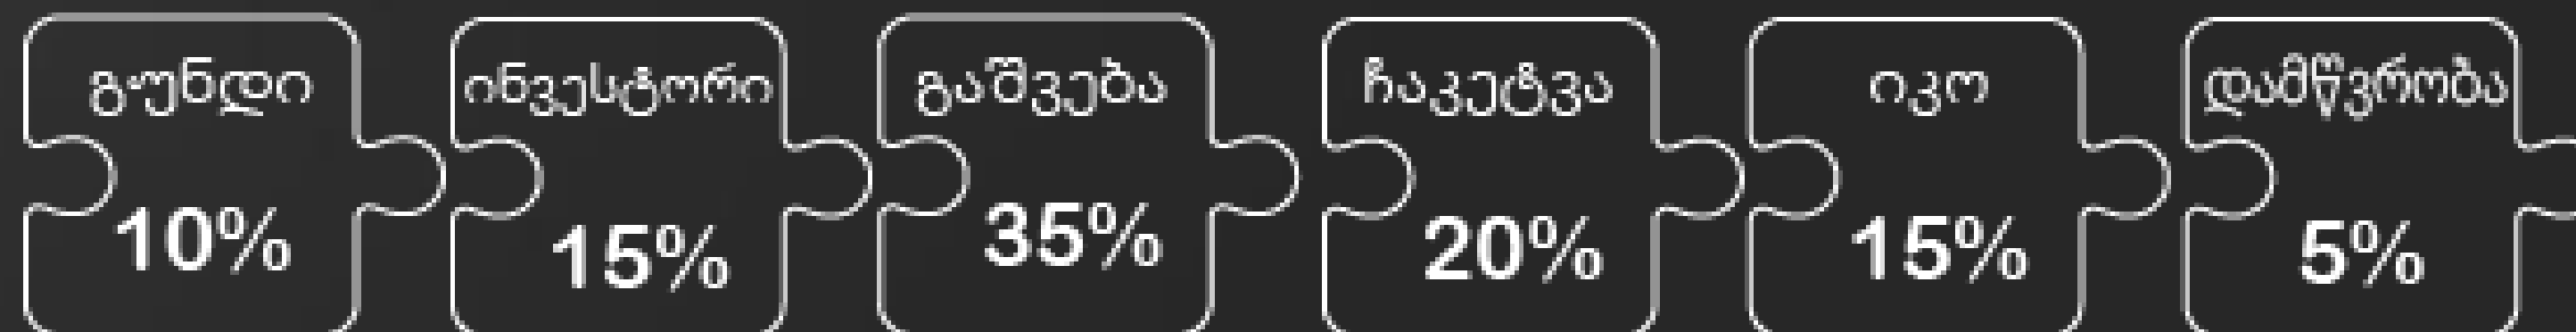 გუნდი
10%
ინვესტორი
15%
გაშვება
35%
ჩაკეტვა
20%
იკო
15%
დამწვრობა
5%